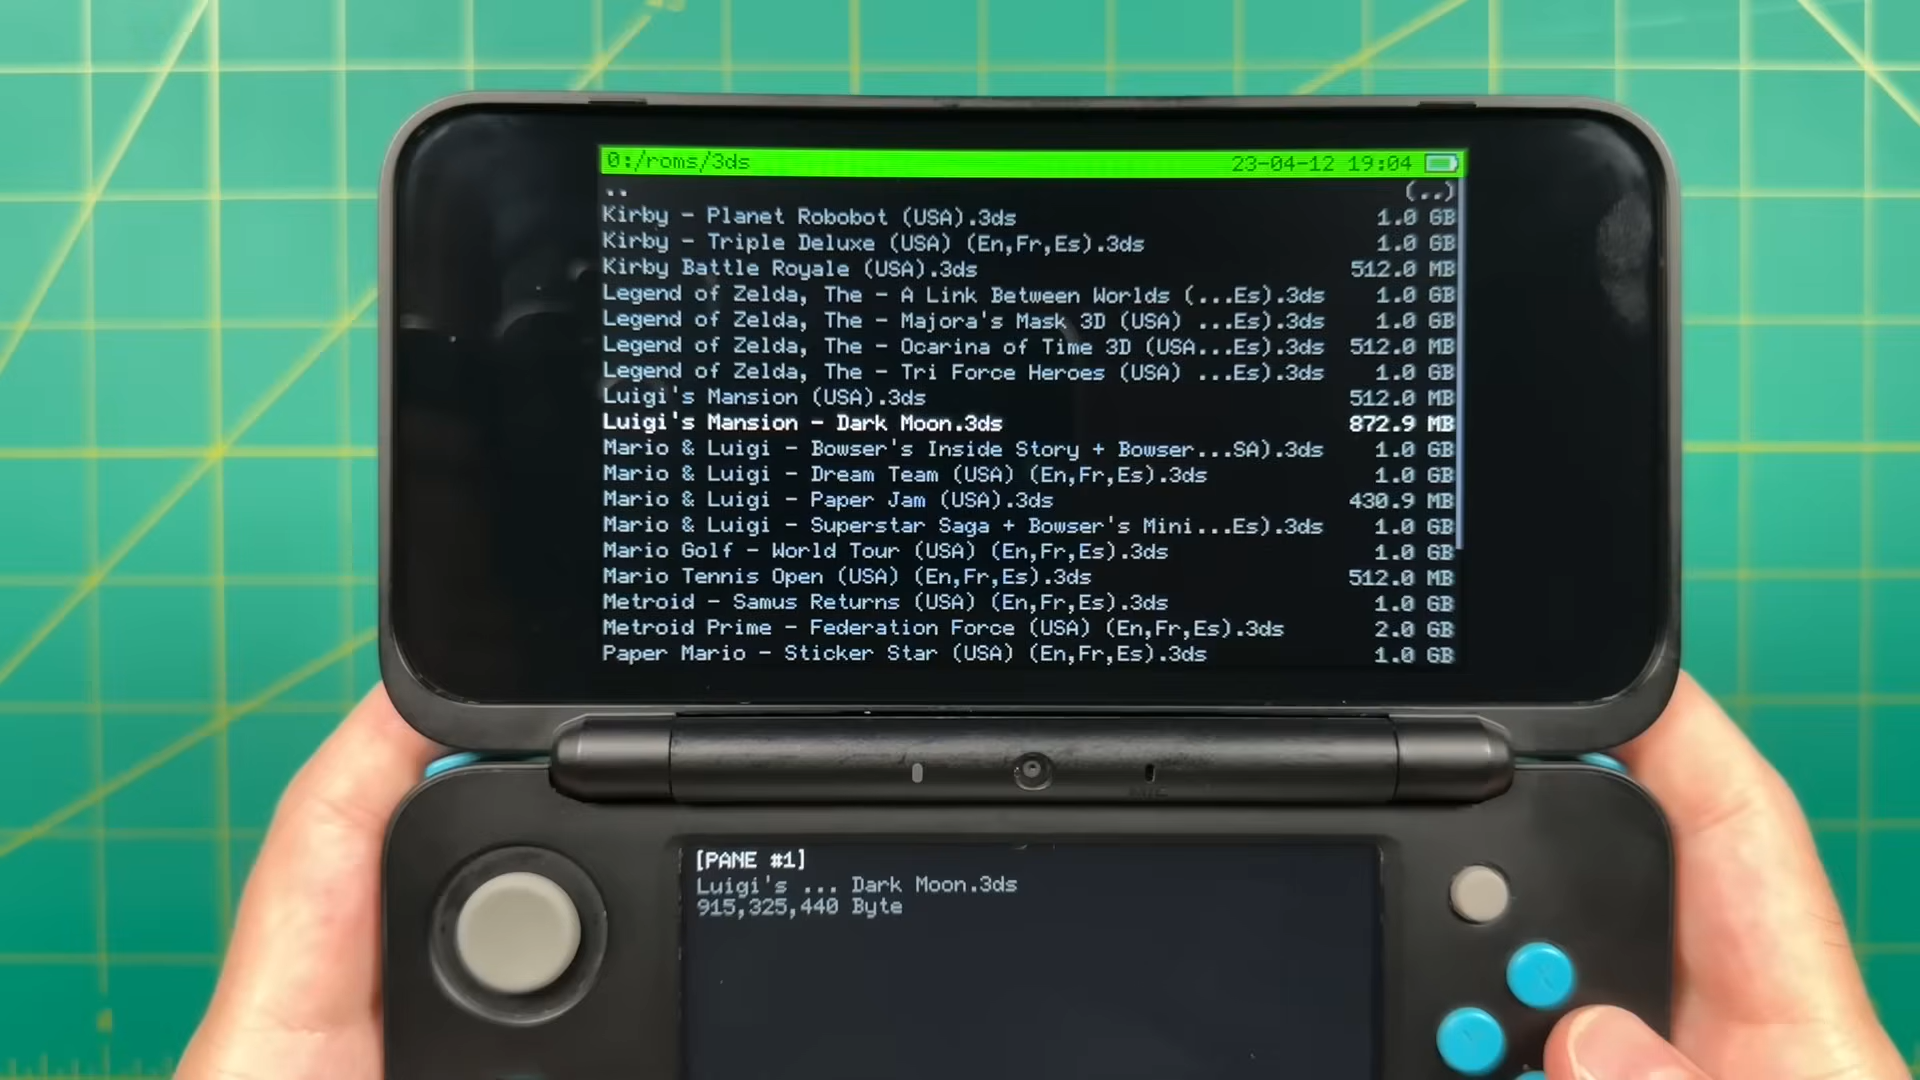 0:/roms/3ds 23-04-12 19:04
.. (..)
Kirby - Planet Robobot (USA).3ds 1.0 GB
Kirby - Triple Deluxe (USA) (En,Fr,Es).3ds 1.0 GB
Kirby Battle Royale (USA).3ds 512.0 MB
Legend of Zelda, The - A Link Between Worlds (...Es).3ds 1.0 GB
Legend of Zelda, The - Majora's Mask 3D (USA) ...Es).3ds 1.0 GB
Legend of Zelda, The - Ocarina of Time 3D (USA...Es).3ds 512.0 MB
Legend of Zelda, The - Tri Force Heroes (USA) ...Es).3ds 1.0 GB
Luigi's Mansion (USA).3ds 512.0 MB
Luigi's Mansion - Dark Moon.3ds 872.9 MB
Mario & Luigi - Bowser's Inside Story + Bowser...SA).3ds 1.0 GB
Mario & Luigi - Dream Team (USA) (En,Fr,Es).3ds 1.0 GB
Mario & Luigi - Paper Jam (USA).3ds 430.9 MB
Mario & Luigi - Superstar Saga + Bowser's Mini...Es).3ds 1.0 GB
Mario Golf - World Tour (USA) (En,Fr,Es).3ds 1.0 GB
Mario Tennis Open (USA) (En,Fr,Es).3ds 512.0 MB
Metroid - Samus Returns (USA) (En,Fr,Es).3ds 1.0 GB
Metroid Prime - Federation Force (USA) (En,Fr,Es).3ds 2.0 GB
Paper Mario - Sticker Star (USA) (En,Fr,Es).3ds 1.0 GB
MIC
[PANE #1]
Luigi's ... Dark Moon.3ds
915,325,440 Byte
X